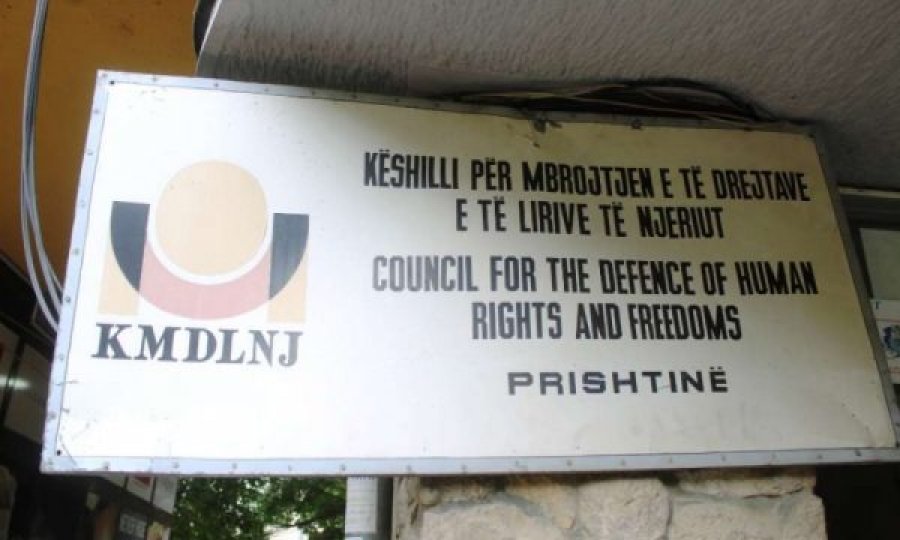 KËSHILLI PËR MBROJTJEN E TË DREJTAVE
E TË LIRIVE TË NJERIUT
COUNCIL FOR THE DEFENCE OF HUMAN
RIGHTS AND FREEDOMS
PRISHTINË
KMDLNJ